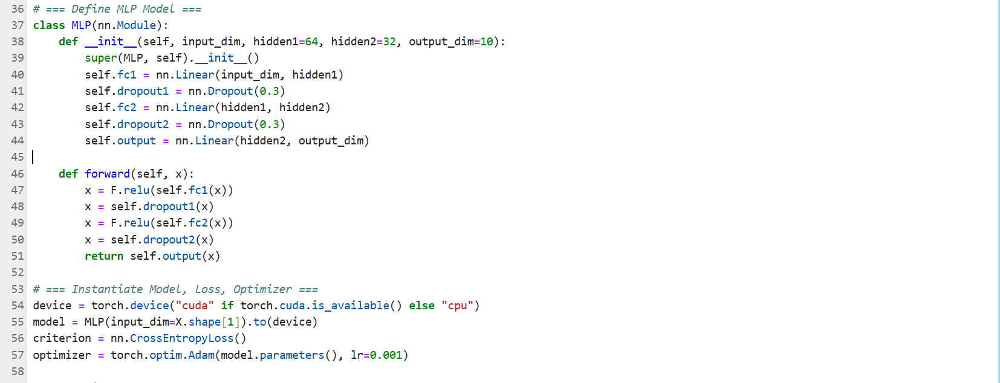 36 # === Define MLP Model ===
37 class MLP(nn.Module):
38     def __init__(self, input_dim, hidden1=64, hidden2=32, output_dim=10):
39         super(MLP, self).__init__()
40         self.fc1 = nn.Linear(input_dim, hidden1)
41         self.dropout1 = nn.Dropout(0.3)
42         self.fc2 = nn.Linear(hidden1, hidden2)
43         self.dropout2 = nn.Dropout(0.3)
44         self.output = nn.Linear(hidden2, output_dim)
45
46     def forward(self, x):
47         x = F.relu(self.fc1(x))
48         x = self.dropout1(x)
49         x = F.relu(self.fc2(x))
50         x = self.dropout2(x)
51         return self.output(x)
52
53 # === Instantiate Model, Loss, Optimizer ===
54 device = torch.device("cuda" if torch.cuda.is_available() else "cpu")
55 model = MLP(input_dim=X.shape[1]).to(device)
56 criterion = nn.CrossEntropyLoss()
57 optimizer = torch.optim.Adam(model.parameters(), lr=0.001)
58